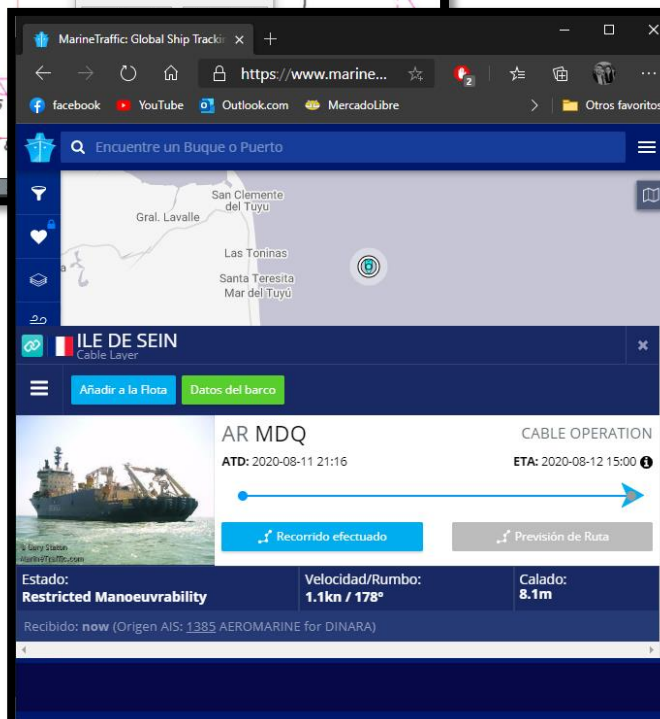 MarineTraffic: Global Ship Trackin
https://www.marine...
2
facebook
YouTube
Outlook.com
MercadoLibre
Otros favoritos
Encuentre un Buque o Puerto
San Clemente
del Tuyu
Gral. Lavalle
Las Toninas
Santa Teresita
Mar del Tuyú
ILE DE SEIN
Cable Layer
Añadir a la Flota
Datos del barco
AR MDQ
CABLE OPERATION
ATD: 2020-08-11 21:16
ETA: 2020-08-12 15:00
Recorrido efectuado
Previsión de Ruta
MarineTraffic.com
Estado:
Velocidad/Rumbo:
Calado:
Restricted Manoeuvrability
1.1kn / 178°
8.1m
Recibido: now (Origen AIS: 1385 AEROMARINE for DINARA)